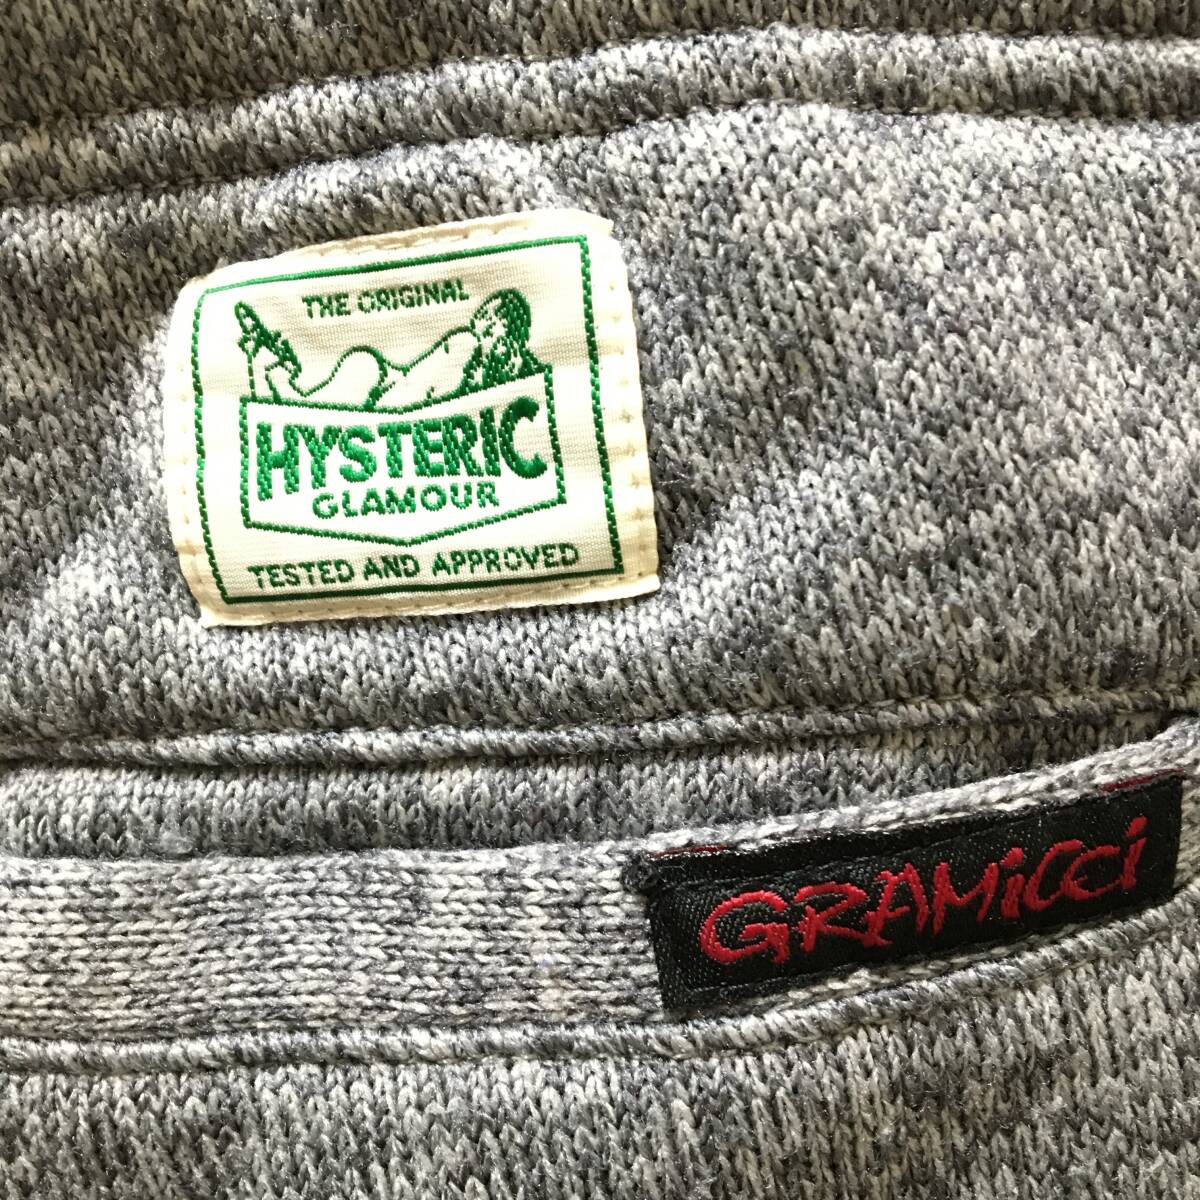 THE ORIGINAL
HYSTERIC
GLAMOUR
TESTED AND APPROVED
GRAMiCCi